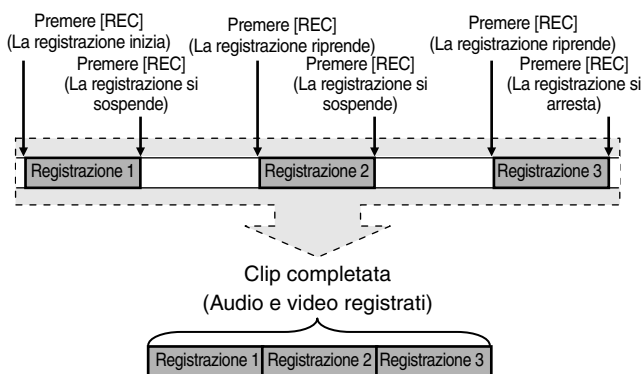 Premere [REC]
(La registrazione inizia)
Premere [REC]
(La registrazione si
sospende)
Premere [REC]
(La registrazione riprende)
Premere [REC]
(La registrazione si
sospende)
Premere [REC]
(La registrazione riprende)
Premere [REC]
(La registrazione si
arresta)
Registrazione 1
Registrazione 2
Registrazione 3
Clip completata
(Audio e video registrati)
Registrazione 1
Registrazione 2
Registrazione 3